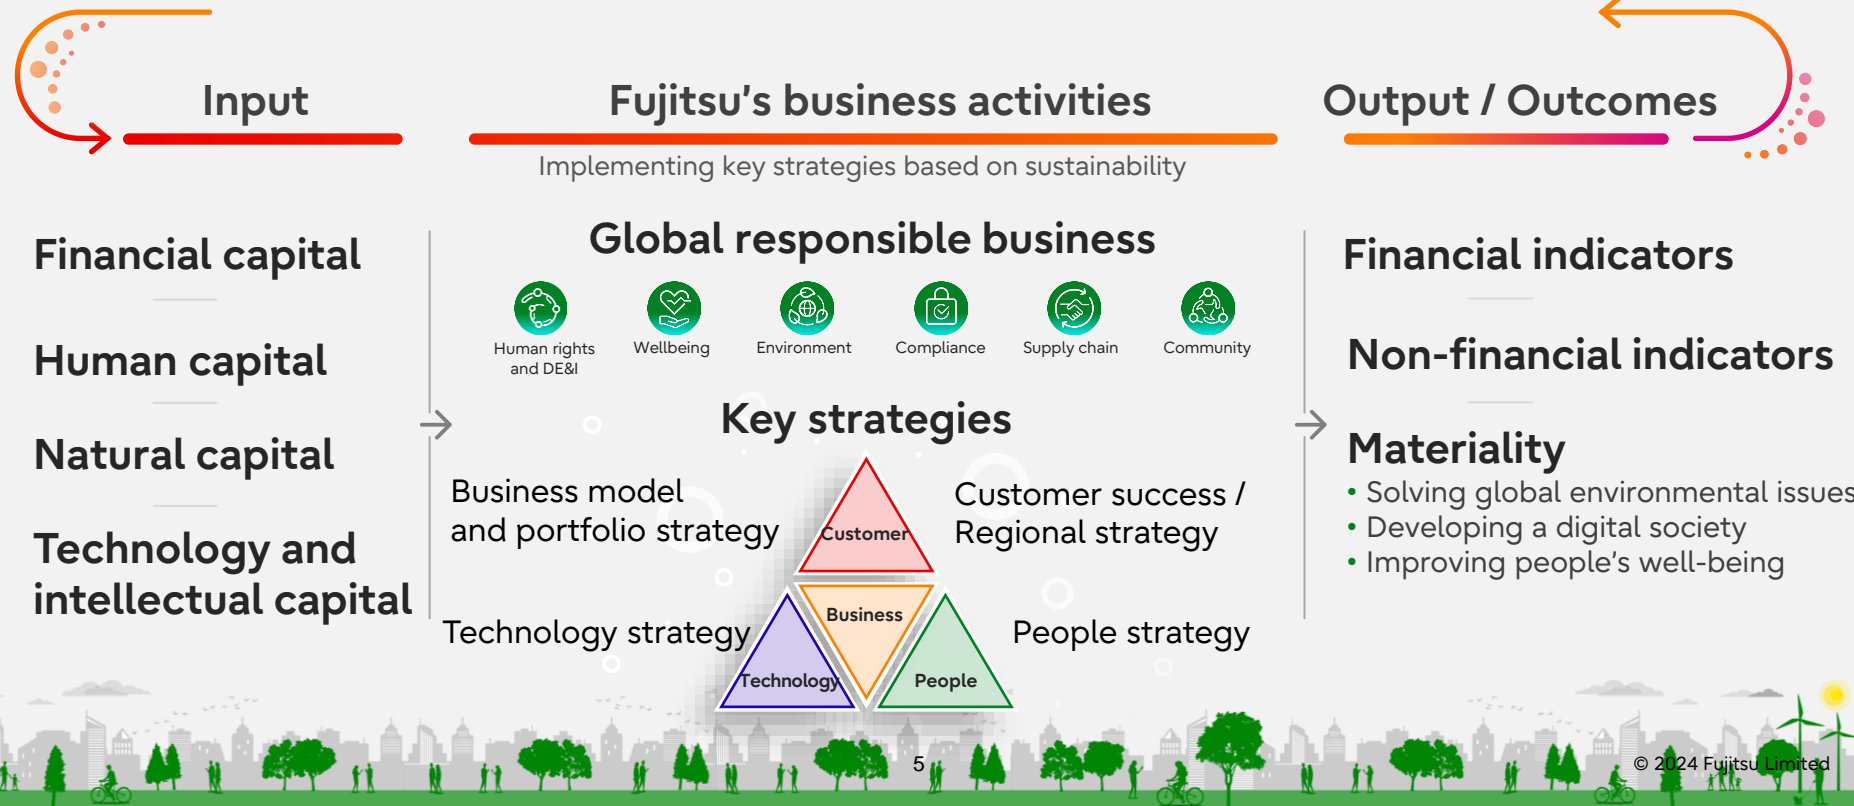 Input
Fujitsu's business activities
Output / Outcomes
Implementing key strategies based on sustainability
Financial capital
Human capital
Natural capital
Technology and
intellectual capital
Global responsible business
Human rights
and DE&I
Wellbeing
Environment
Compliance
Supply chain
Community
Key strategies
Business model
and portfolio strategy
Customer success /
Regional strategy
Technology strategy
People strategy
Customer
Business
Technology
People
Financial indicators
Non-financial indicators
Materiality
• Solving global environmental issues
• Developing a digital society
• Improving people's well-being
5
© 2024 Fujitsu Limited